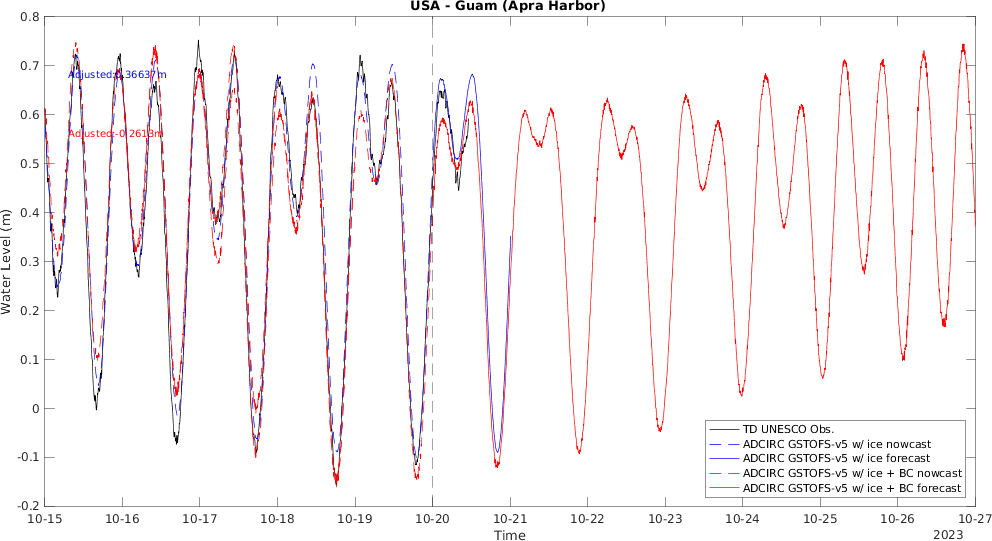 USA - Guam (Apra Harbor)
0.8
0.7
0.6
0.5
0.4
0.3
0.2
0.1
0
-0.1
-0.2
Water Level (m)
Adjusted:0.36637m
Adjusted:-0.2613m
TD UNESCO Obs.
ADCIRC GSTOFS-v5 w/ ice nowcast
ADCIRC GSTOFS-v5 w/ ice forecast
ADCIRC GSTOFS-v5 w/ ice + BC nowcast
ADCIRC GSTOFS-v5 w/ ice + BC forecast
10-15 10-16 10-17 10-18 10-19 10-20 10-21 10-22 10-23 10-24 10-25 10-26 10-27
Time
2023